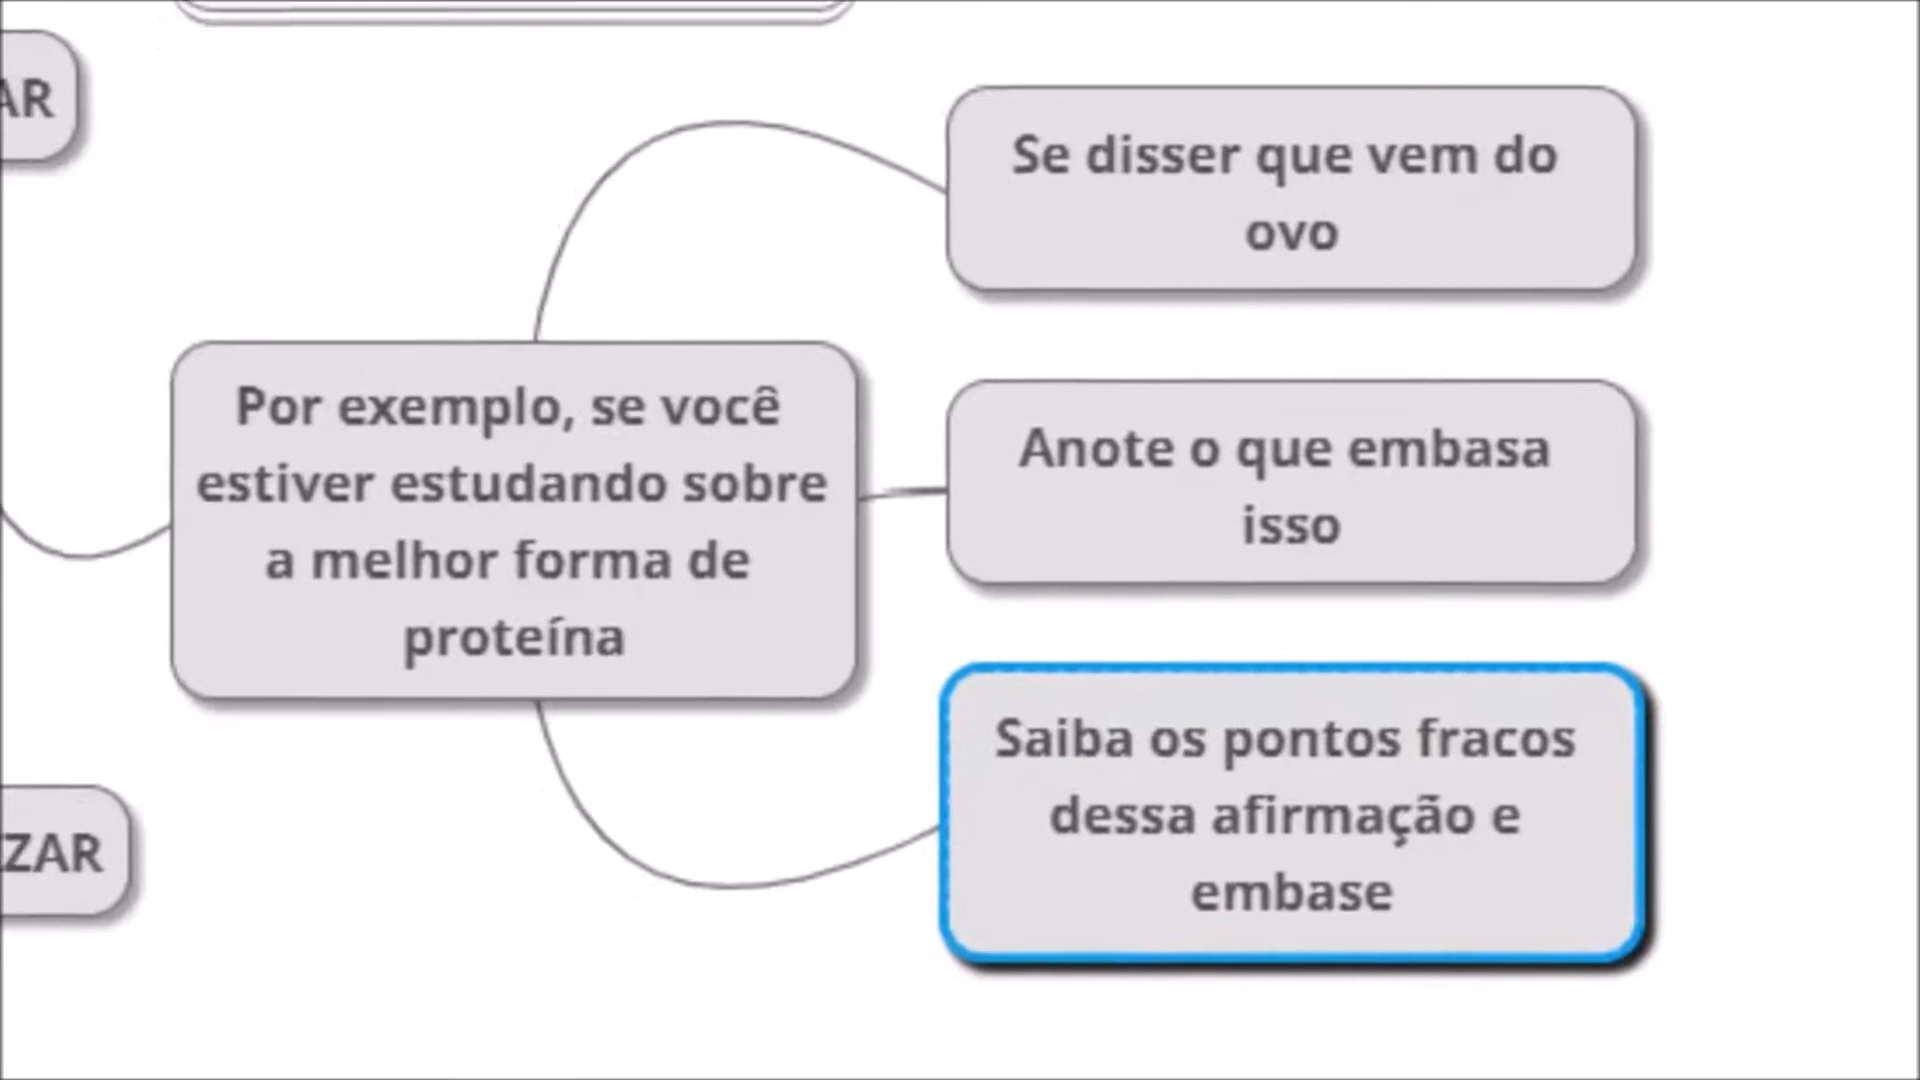 AR
Se disser que vem do
ovo
Por exemplo, se você
estiver estudando sobre
a melhor forma de
proteína
Anote o que embasa
isso
Saiba os pontos fracos
dessa afirmação e
embase
ZAR